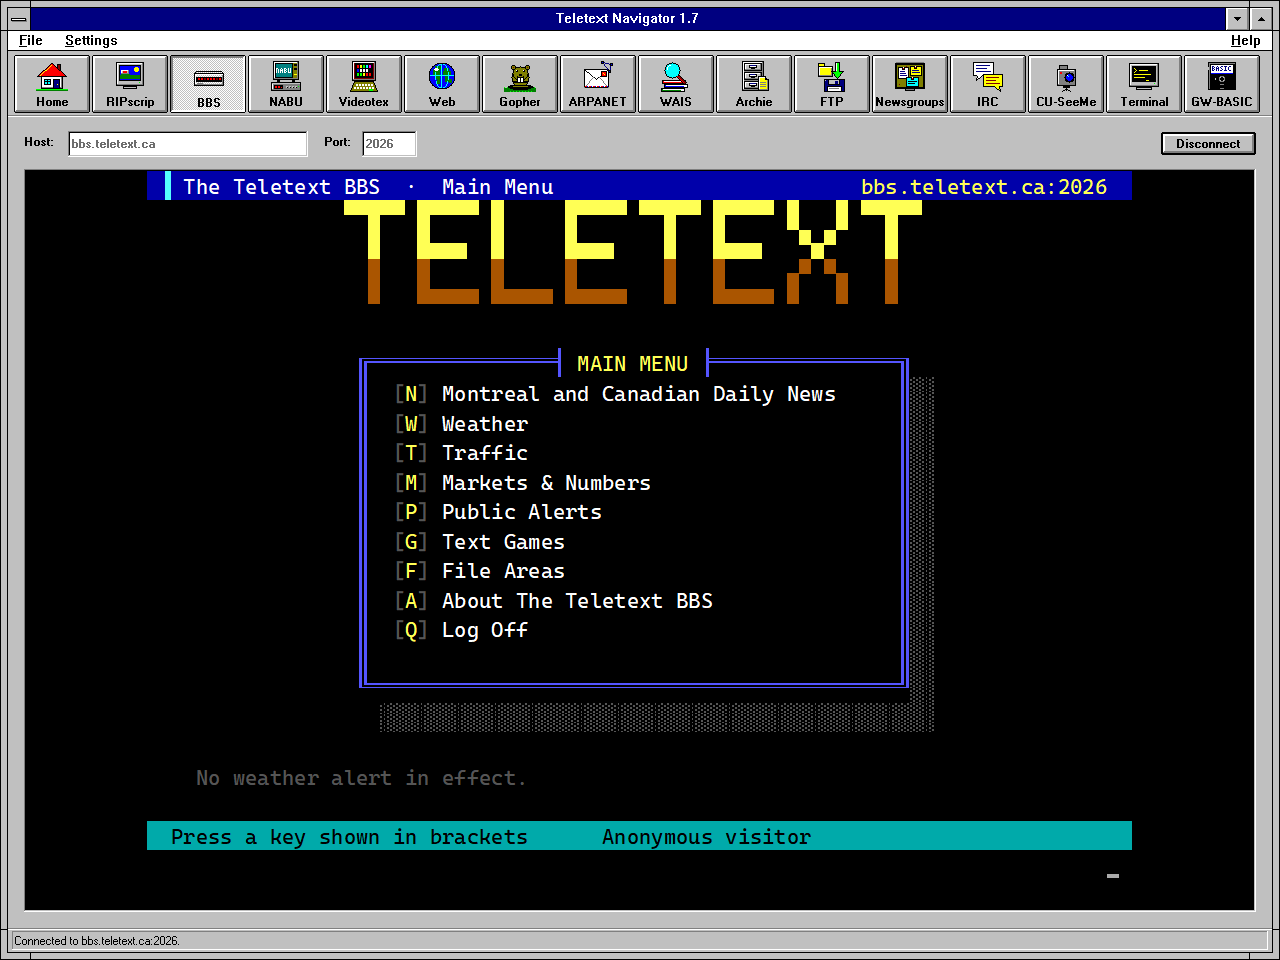 Teletext Navigator 1.7
File Settings Help
Home RIPscrip BBS NABU Videotex Web Gopher ARPANET WAIS Archie FTP Newsgroups IRC CU-SeeMe Terminal GW-BASIC
Host: bbs.teletext.ca Port: 2026 Disconnect
The Teletext BBS · Main Menu bbs.teletext.ca:2026
TELETEXT
MAIN MENU
[N] Montreal and Canadian Daily News
[W] Weather
[T] Traffic
[M] Markets & Numbers
[P] Public Alerts
[G] Text Games
[F] File Areas
[A] About The Teletext BBS
[Q] Log Off
No weather alert in effect.
Press a key shown in brackets Anonymous visitor
Connected to bbs.teletext.ca:2026.